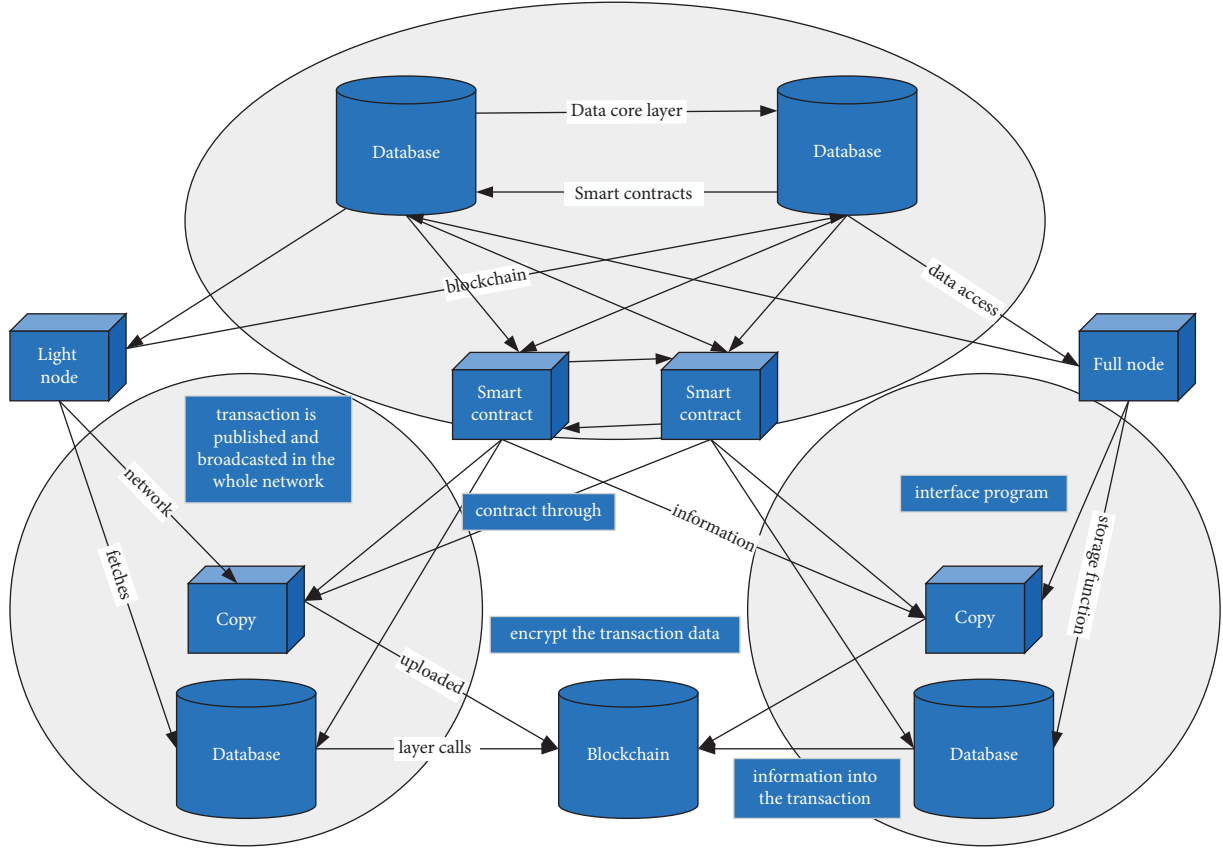 Data core layer
Database
Database
Smart contracts
blockchain
data access
Light
node
Smart
contract
Smart
contract
Full node
transaction is
published and
broadcasted in the
whole network
network
contract through
information
interface program
storage function
fetches
Copy
encrypt the transaction data
Copy
uploaded
Database
layer calls
Blockchain
Database
information into
the transaction